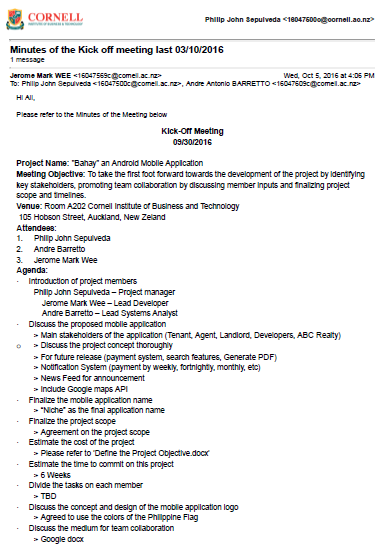 CORNELL
INSTITUTE OF BUSINESS & TECHNOLOGY
Philip John Sepulveda <16047500c@cornell.ac.nz>
Minutes of the Kick off meeting last 03/10/2016
1 message
Jerome Mark WEE <16047569c@cornell.ac.nz> Wed, Oct 5, 2016 at 4:06 PM
To: Philip John Sepulveda <16047500c@cornell.ac.nz>, Andre Antonio BARRETTO <16047609c@cornell.ac.nz>
Hi All,
Please refer to the Minutes of the Meeting below
Kick-Off Meeting
09/30/2016
Project Name: "Bahay" an Android Mobile Application
Meeting Objective: To take the first foot forward towards the development of the project by identifying
key stakeholders, promoting team collaboration by discussing member inputs and finalizing project
scope and timelines.
Venue: Room A202 Cornell Institute of Business and Technology
105 Hobson Street, Auckland, New Zeland
Attendees:
1. Philip John Sepulveda
2. Andre Barretto
3. Jerome Mark Wee
Agenda:
· Introduction of project members
Philip John Sepulveda – Project manager
Jerome Mark Wee – Lead Developer
Andre Barretto – Lead Systems Analyst
· Discuss the proposed mobile application
> Main stakeholders of the application (Tenant, Agent, Landlord, Developers, ABC Realty)
o > Discuss the project concept thoroughly
> For future release (payment system, search features, Generate PDF)
> Notification System (payment by weekly, fortnightly, monthly, etc)
> News Feed for announcement
> Include Google maps API
· Finalize the mobile application name
> "Niche" as the final application name
· Finalize the project scope
> Agreement on the project scope
· Estimate the cost of the project
> Please refer to 'Define the Project Objective.docx'
· Estimate the time to commit on this project
> 6 Weeks
· Divide the tasks on each member
> TBD
· Discuss the concept and design of the mobile application logo
> Agreed to use the colors of the Philippine Flag
· Discuss the medium for team collaboration
> Google docx